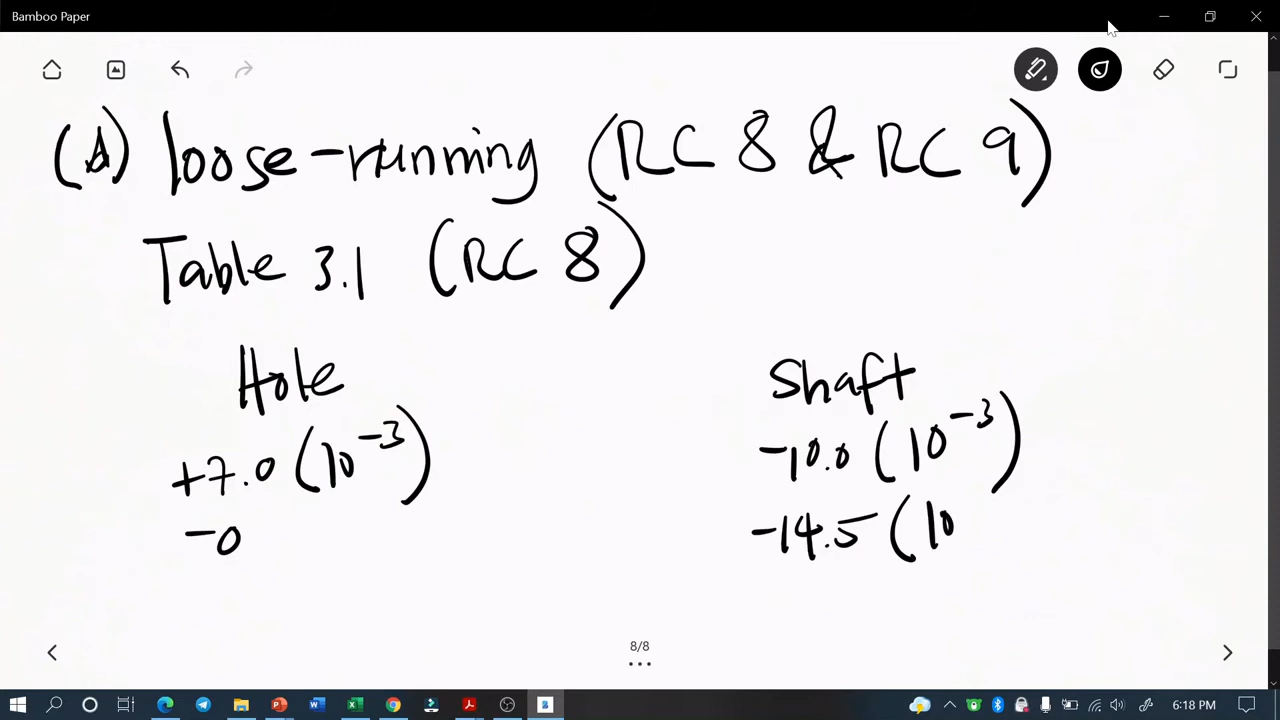 Bamboo Paper
(A) loose-running (RC 8 & RC 9)
Table 3.1 (RC 8)
Hole Shaft
+7.0 (10⁻³) -10.0 (10⁻³)
-0 -14.5 (10
8/8
6:18 PM